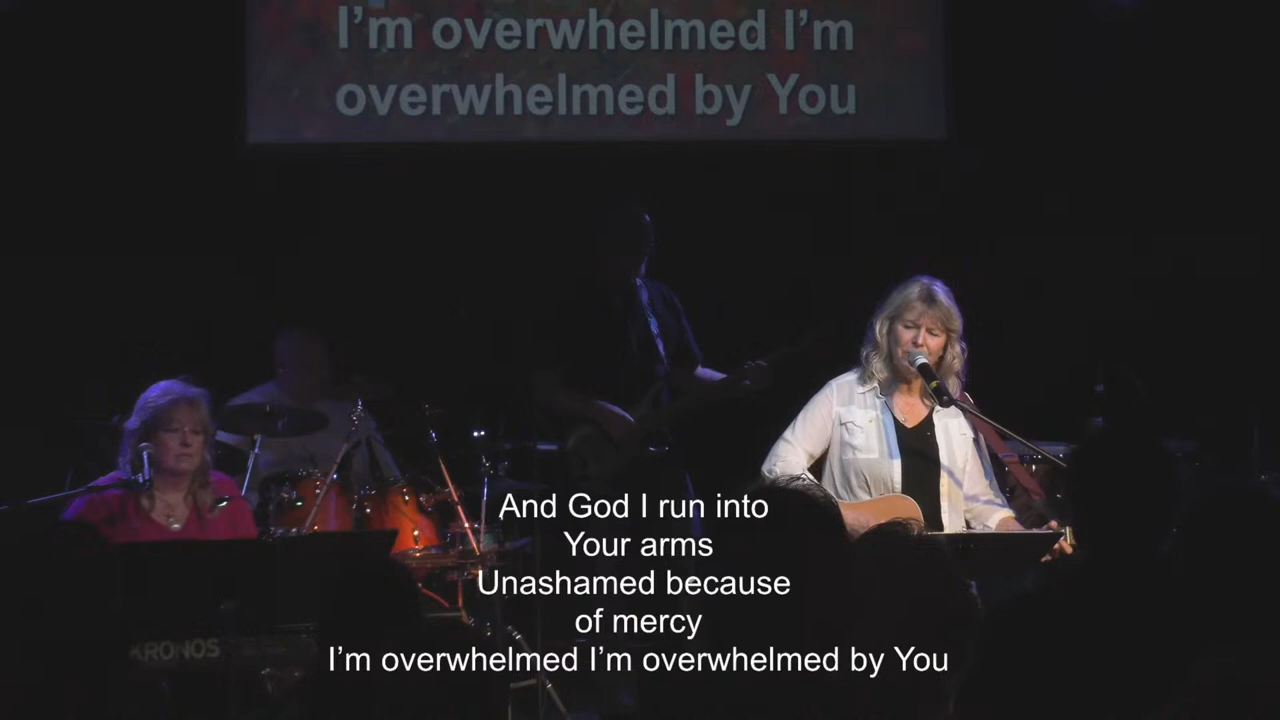 I’m overwhelmed I’m
overwhelmed by You
And God I run into
Your arms
Unashamed because
of mercy
I’m overwhelmed I’m overwhelmed by You
KRONOS